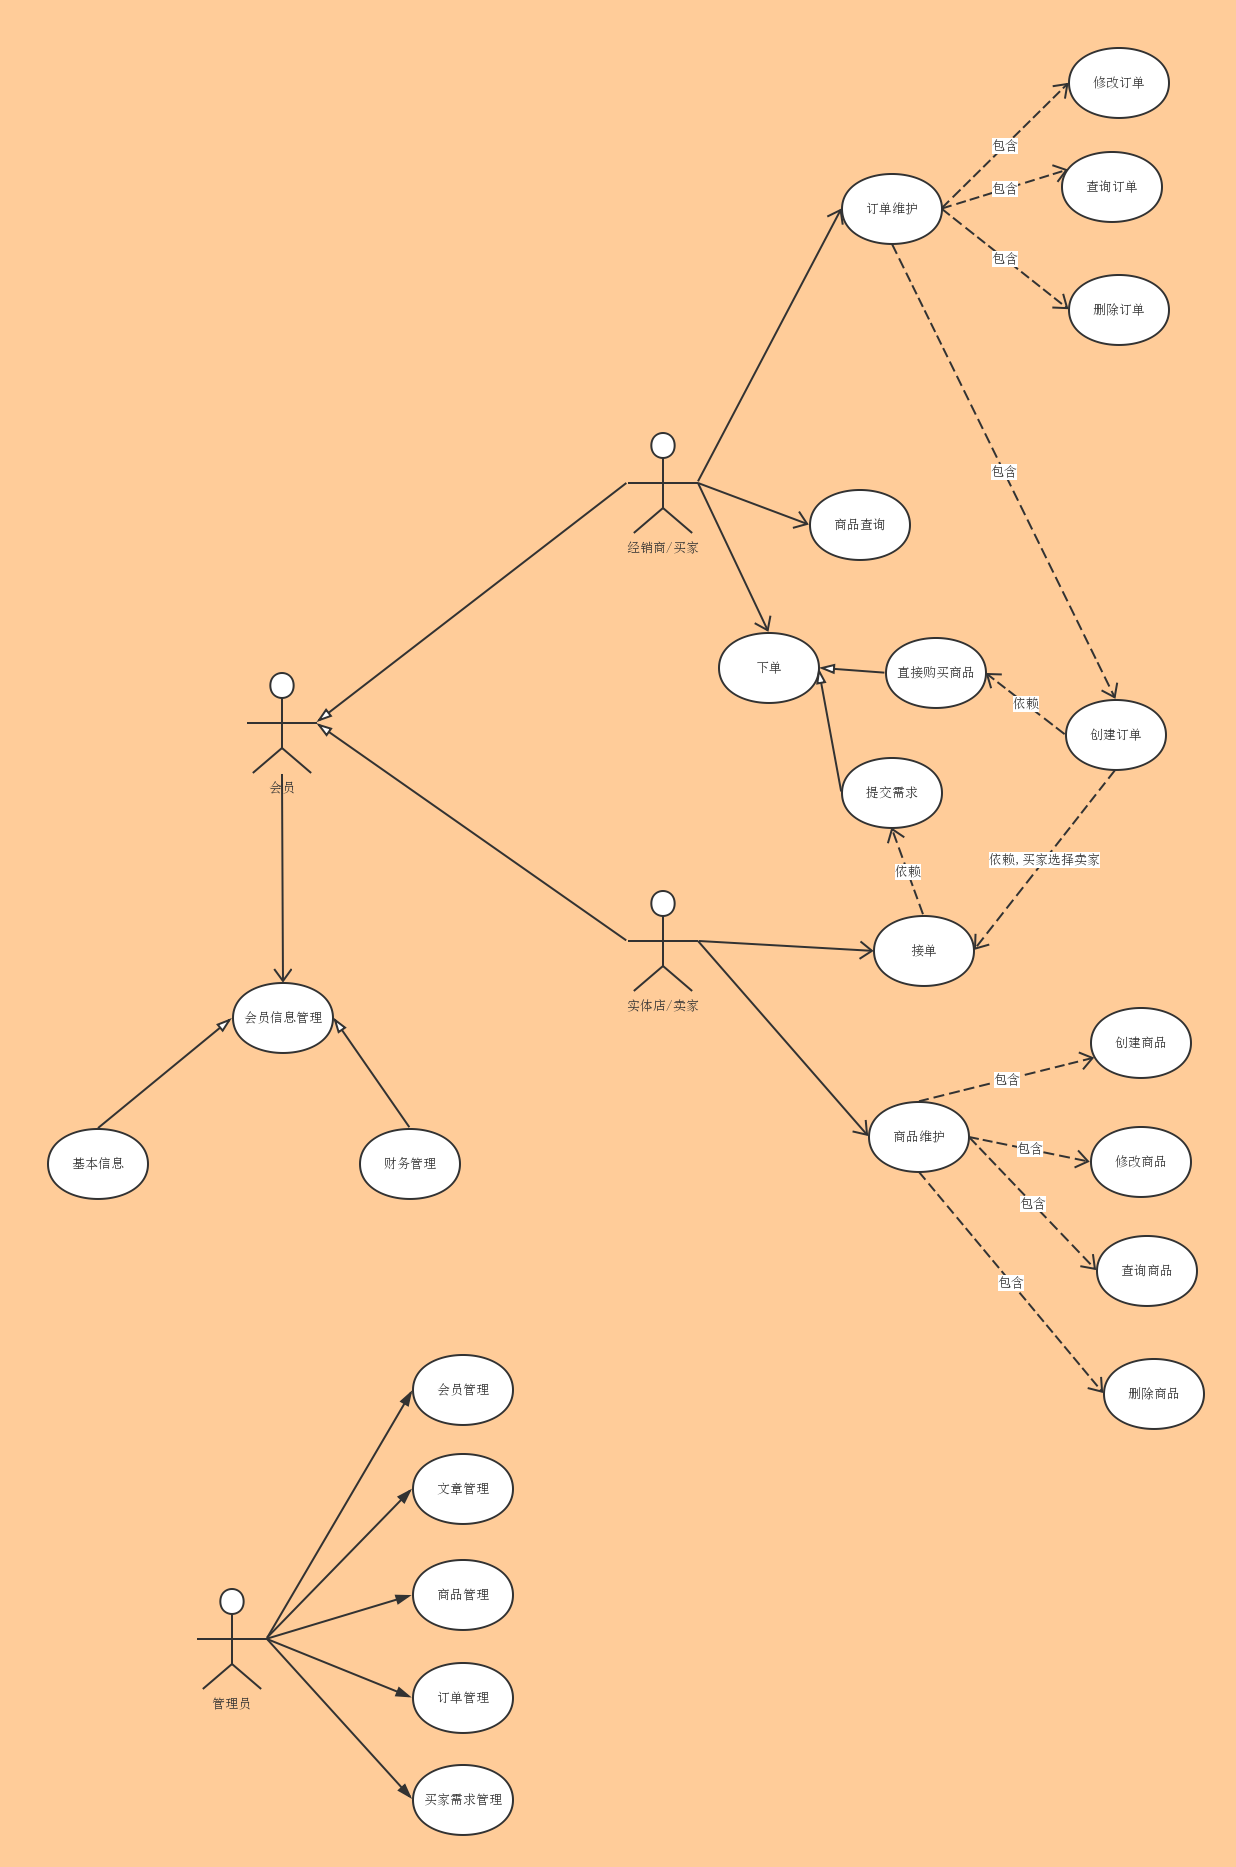 修改订单
包含
查询订单
包含
订单维护
包含
删除订单
包含
商品查询
经销商/买家
下单
直接购买商品
依赖
创建订单
会员
提交需求
依赖,买家选择卖家
依赖
接单
实体店/卖家
会员信息管理
创建商品
包含
商品维护
包含
修改商品
基本信息
财务管理
包含
查询商品
包含
会员管理
删除商品
文章管理
商品管理
订单管理
管理员
买家需求管理